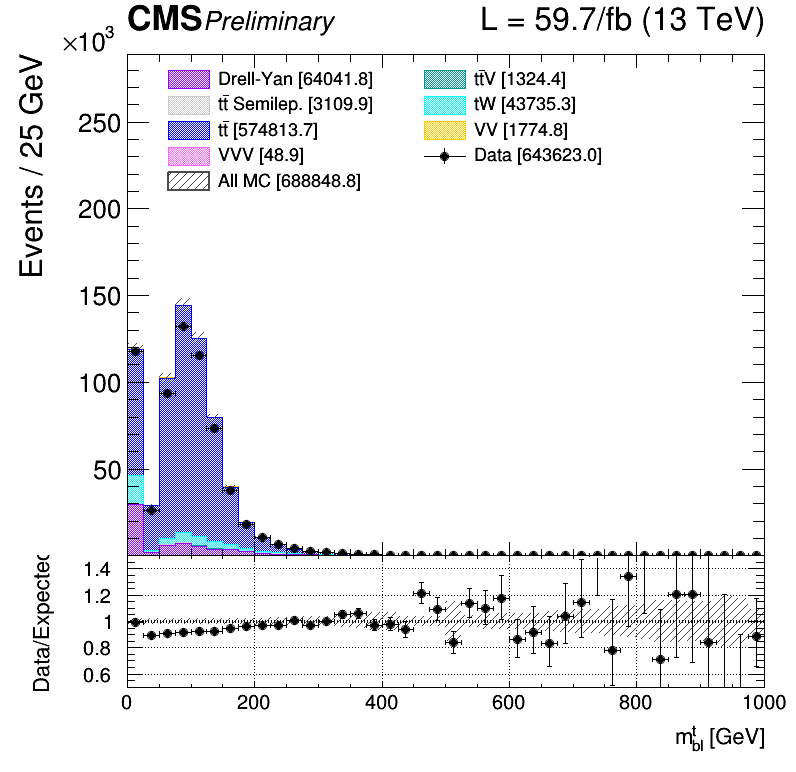 CMS Preliminary L = 59.7/fb (13 TeV)
×10³
Events / 25 GeV
250
200
150
100
50
Drell-Yan [64041.8]
tt̄ Semilep. [3109.9]
tt̄ [574813.7]
VVV [48.9]
All MC [688848.8]
tt̄V [1324.4]
tW [43735.3]
VV [1774.8]
Data [643623.0]
Data/Expected
1.4
1.2
1
0.8
0.6
0 200 400 600 800 1000
m^t_bl [GeV]